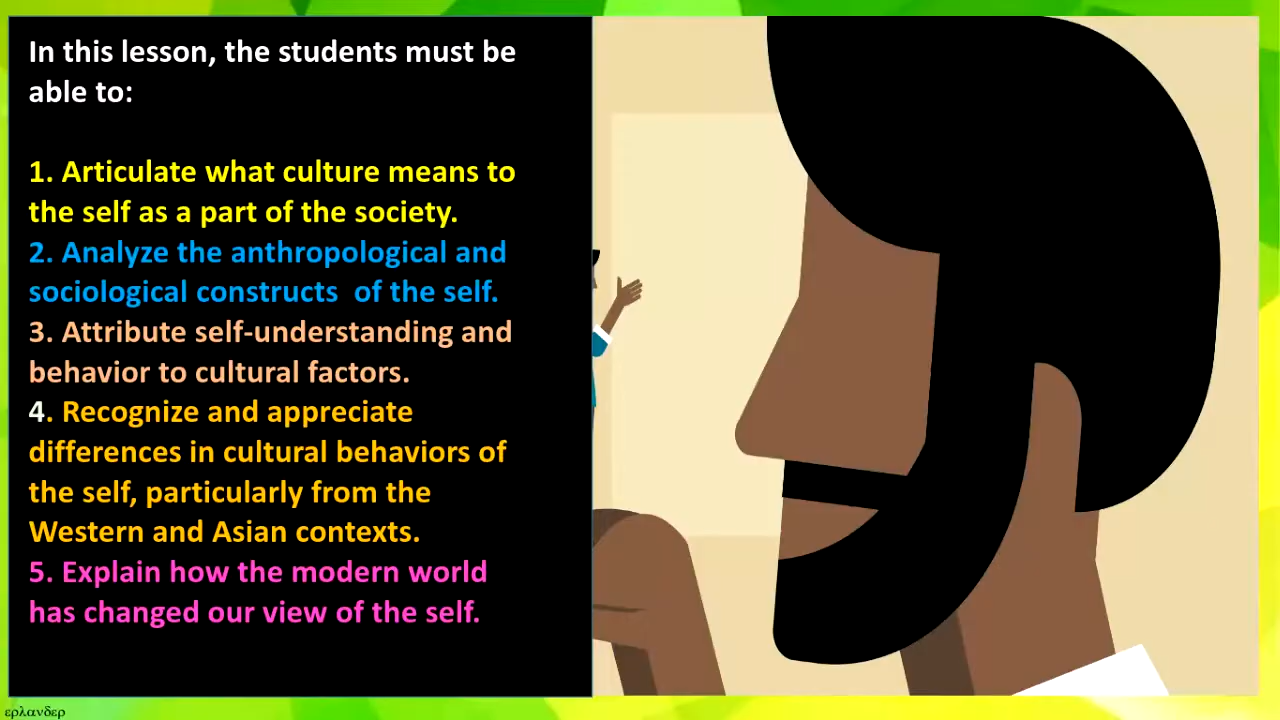 In this lesson, the students must be
able to:
1. Articulate what culture means to
the self as a part of the society.
2. Analyze the anthropological and
sociological constructs  of the self.
3. Attribute self-understanding and
behavior to cultural factors.
4. Recognize and appreciate
differences in cultural behaviors of
the self, particularly from the
Western and Asian contexts.
5. Explain how the modern world
has changed our view of the self.
ερλανδερ